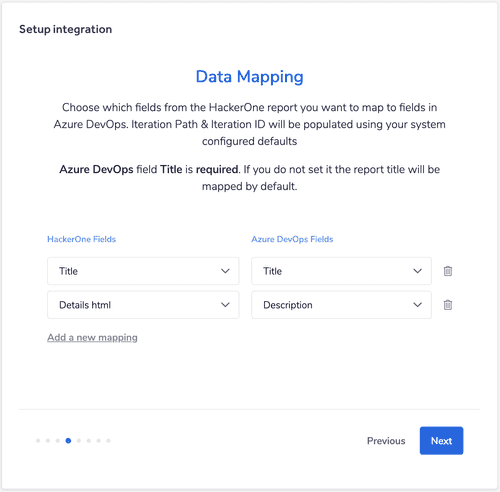 Setup integration
Data Mapping
Choose which fields from the HackerOne report you want to map to fields in
Azure DevOps. Iteration Path & Iteration ID will be populated using your system
configured defaults
Azure DevOps field Title is required. If you do not set it the report title will be
mapped by default.
HackerOne Fields Azure DevOps Fields
Title Title
Details html Description
Add a new mapping
Previous Next